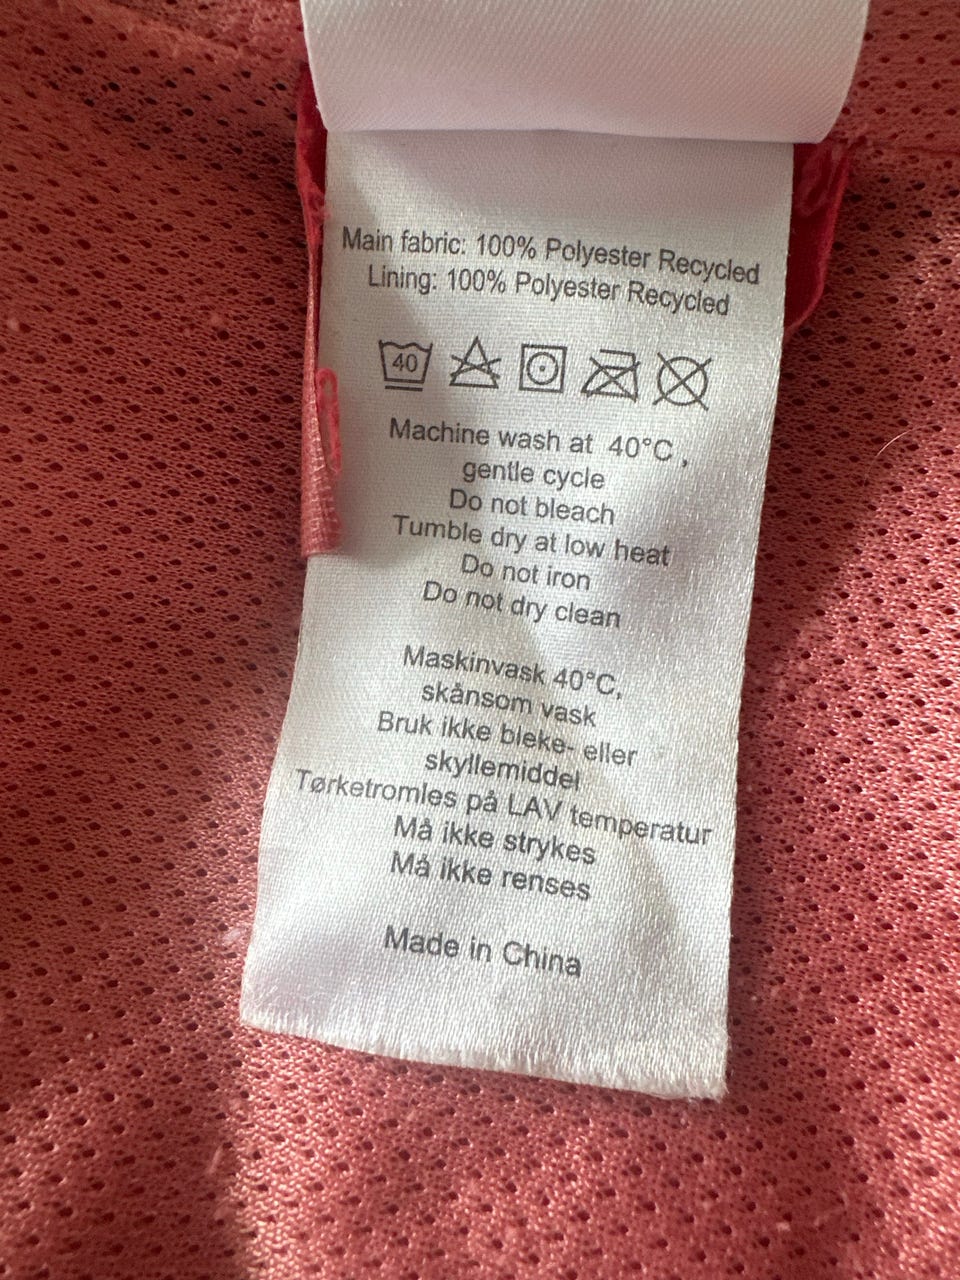 Main fabric: 100% Polyester Recycled
Lining: 100% Polyester Recycled
40
Machine wash at 40°C,
gentle cycle
Do not bleach
Tumble dry at low heat
Do not iron
Do not dry clean
Maskinvask 40°C,
skånsom vask
Bruk ikke bleke- eller
skyllemiddel
Tørketromles på LAV temperatur
Må ikke strykes
Må ikke renses
Made in China